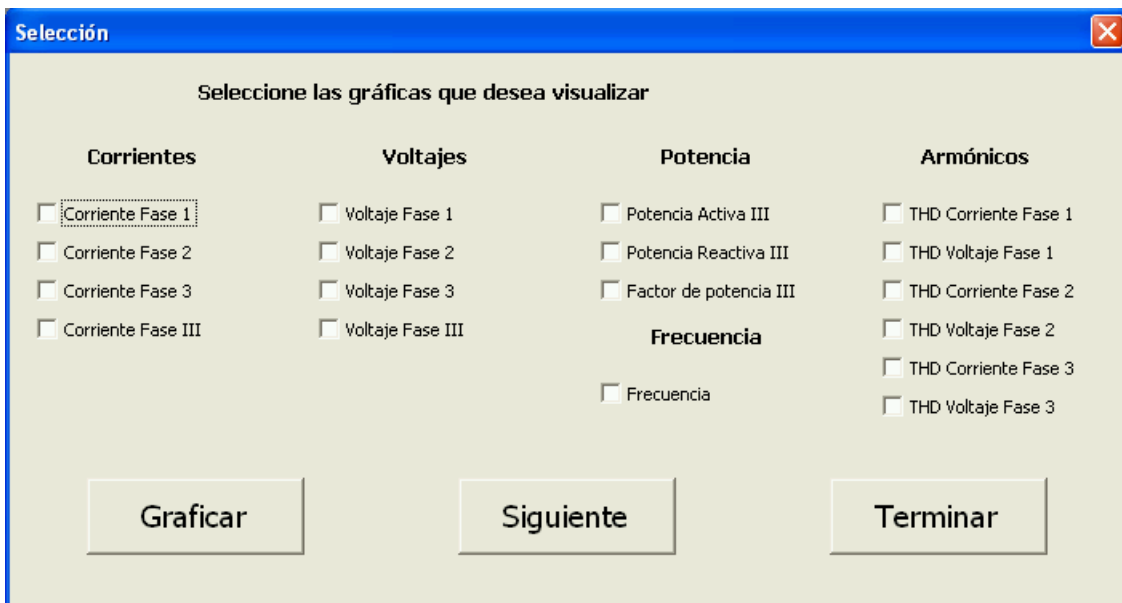 Selección
Seleccione las gráficas que desea visualizar
Corrientes
Corriente Fase 1
Corriente Fase 2
Corriente Fase 3
Corriente Fase III
Voltajes
Voltaje Fase 1
Voltaje Fase 2
Voltaje Fase 3
Voltaje Fase III
Potencia
Potencia Activa III
Potencia Reactiva III
Factor de potencia III
Frecuencia
Frecuencia
Armónicos
THD Corriente Fase 1
THD Voltaje Fase 1
THD Corriente Fase 2
THD Voltaje Fase 2
THD Corriente Fase 3
THD Voltaje Fase 3
Graficar
Siguiente
Terminar